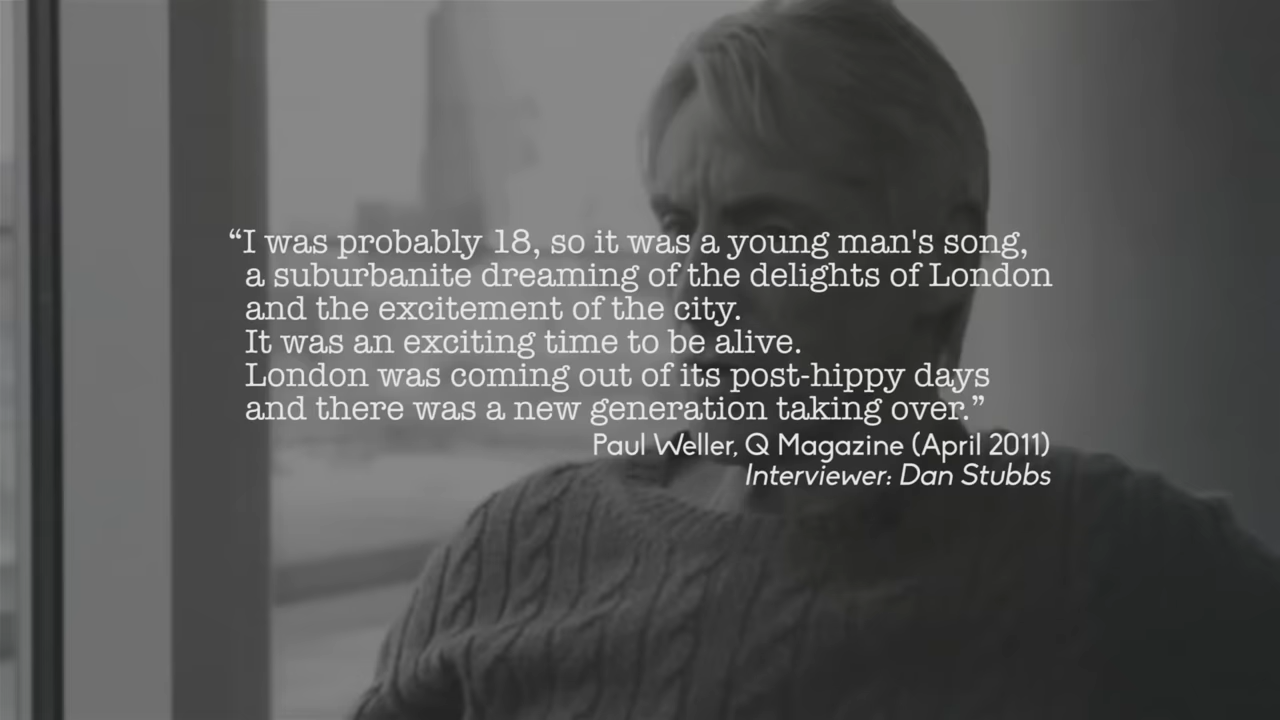 “I was probably 18, so it was a young man's song,
a suburbanite dreaming of the delights of London
and the excitement of the city.
It was an exciting time to be alive.
London was coming out of its post-hippy days
and there was a new generation taking over.”
Paul Weller, Q Magazine (April 2011)
Interviewer: Dan Stubbs